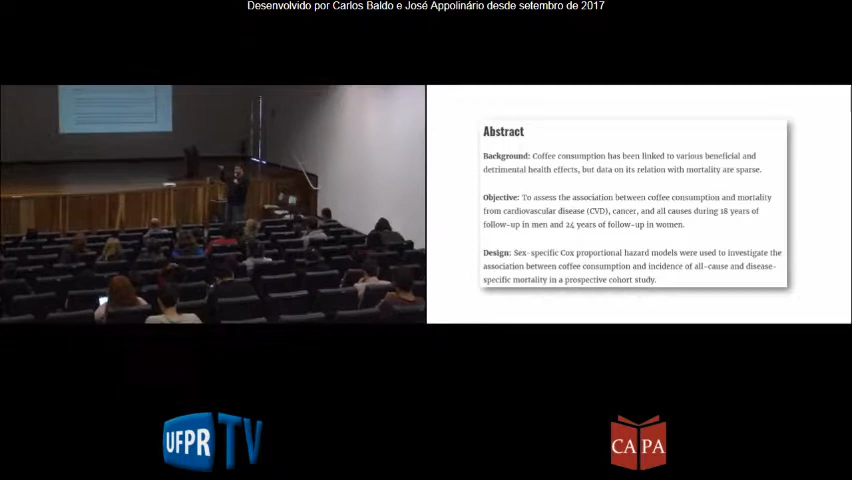 Desenvolvido por Carlos Baldo e José Appolinário desde setembro de 2017
Abstract
Background: Coffee consumption has been linked to various beneficial and
detrimental health effects, but data on its relation with mortality are sparse.
Objective: To assess the association between coffee consumption and mortality
from cardiovascular disease (CVD), cancer, and all causes during 18 years of
follow-up in men and 24 years of follow-up in women.
Design: Sex-specific Cox proportional hazard models were used to investigate the
association between coffee consumption and incidence of all-cause and disease-
specific mortality in a prospective cohort study.
UFPR TV
CAPA